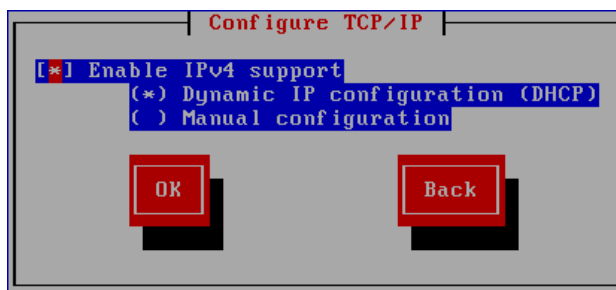 Configure TCP/IP
[*] Enable IPv4 support
(*) Dynamic IP configuration (DHCP)
( ) Manual configuration
OK Back